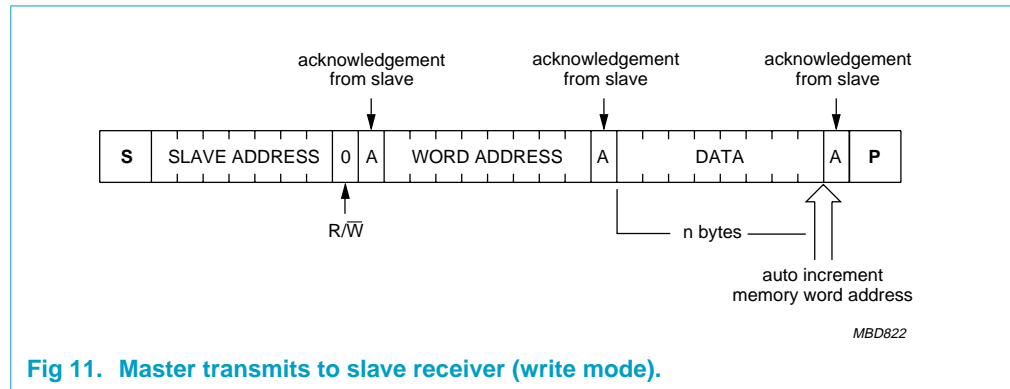 acknowledgement from slave
acknowledgement from slave
acknowledgement from slave
S SLAVE ADDRESS 0 A WORD ADDRESS A DATA A P
R/W̅
n bytes
auto increment
memory word address
MBD822
Fig 11. Master transmits to slave receiver (write mode).